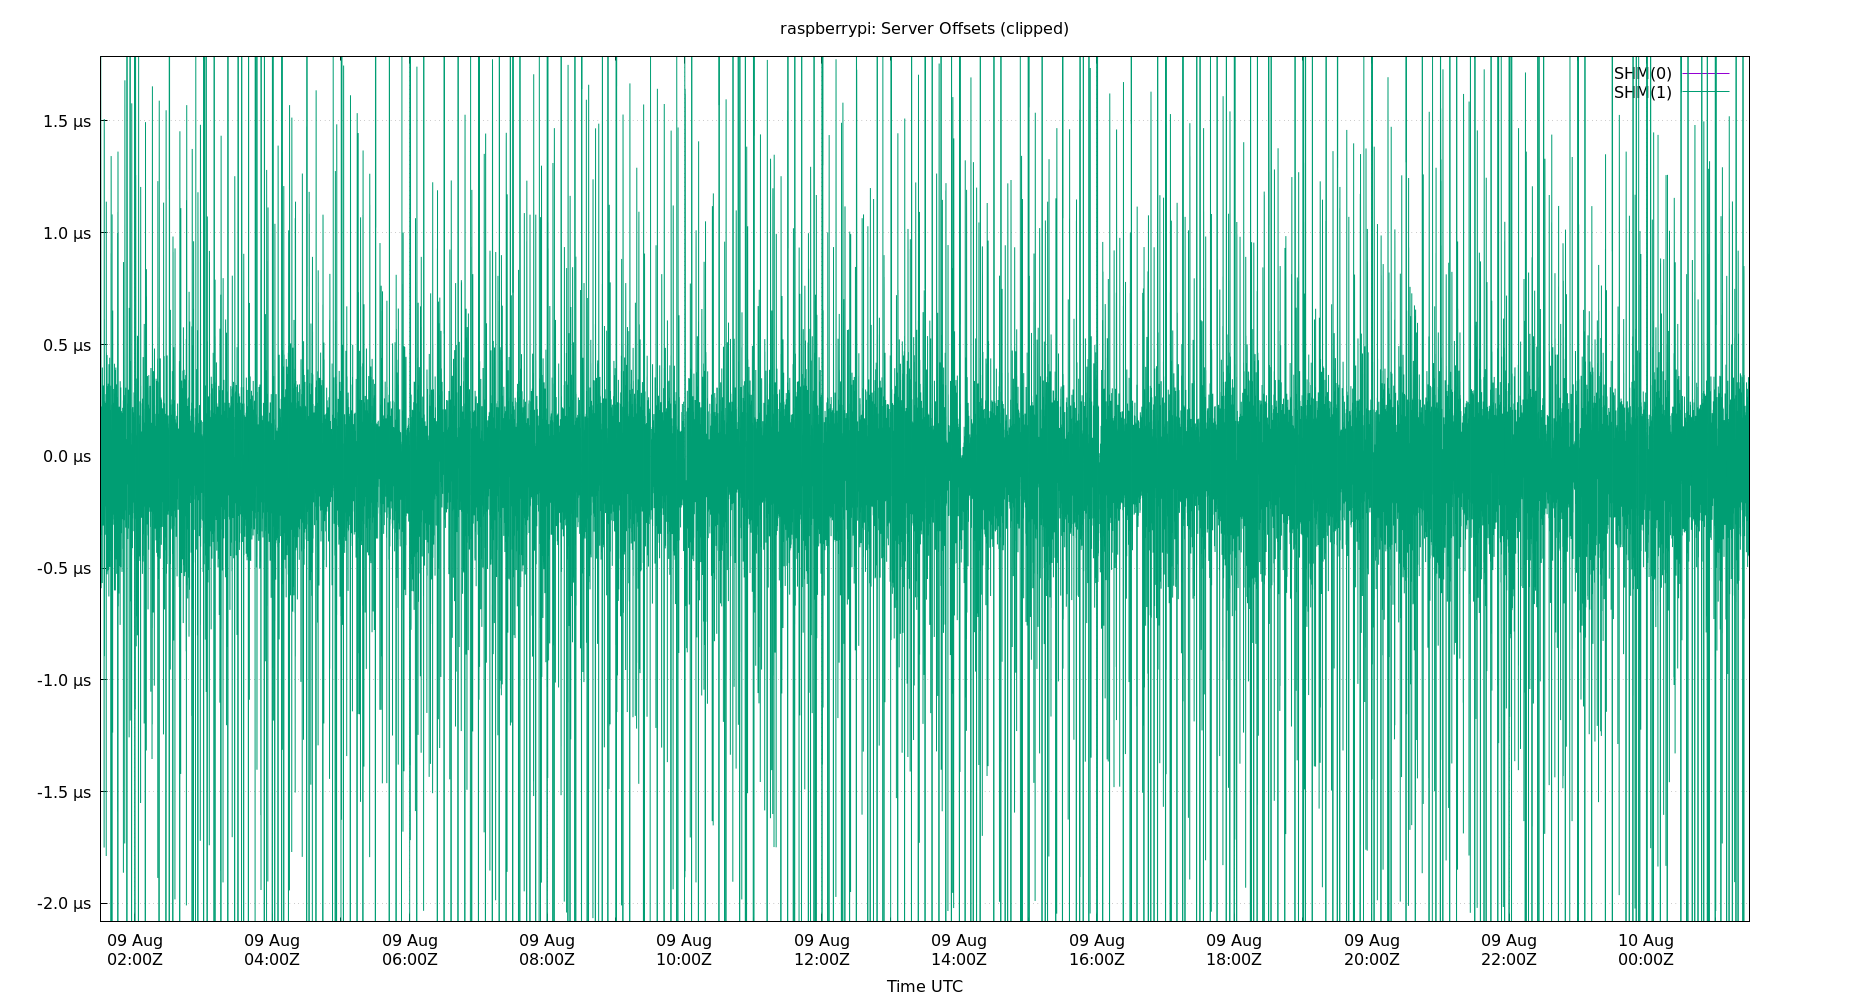 raspberrypi: Server Offsets (clipped)
SHM(0)
SHM(1)
1.5 μs
1.0 μs
0.5 μs
0.0 μs
-0.5 μs
-1.0 μs
-1.5 μs
-2.0 μs
09 Aug 09 Aug 09 Aug 09 Aug 09 Aug 09 Aug 09 Aug 09 Aug 09 Aug 09 Aug 09 Aug 10 Aug
02:00Z 04:00Z 06:00Z 08:00Z 10:00Z 12:00Z 14:00Z 16:00Z 18:00Z 20:00Z 22:00Z 00:00Z
Time UTC